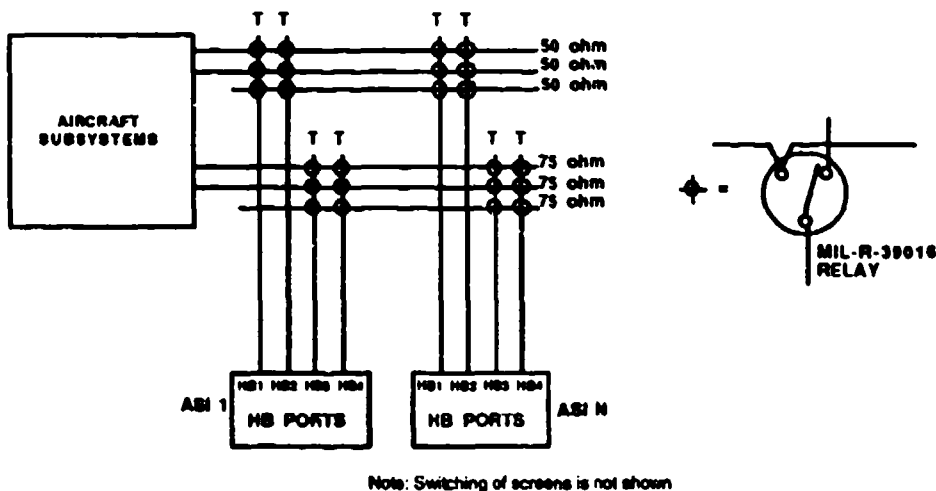 T T T T
50 ohm
50 ohm
50 ohm
AIRCRAFT
SUBSYSTEMS
T T T T
75 ohm
75 ohm
75 ohm
=
MIL-R-39016
RELAY
HB1 HB2 HB3 HB4 HB1 HB2 HB3 HB4
ASI 1 HB PORTS HB PORTS ASI N
Note: Switching of screens is not shown